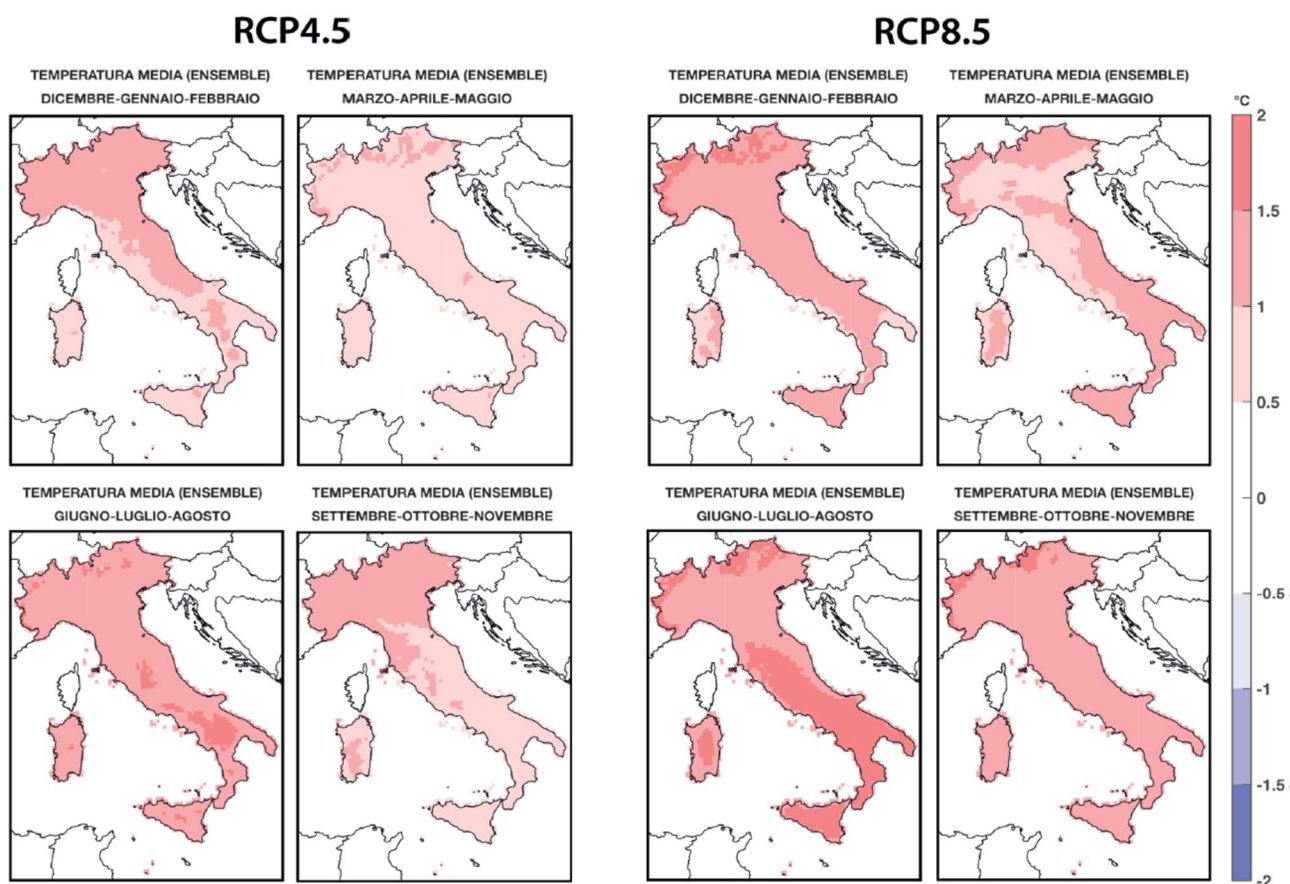 RCP4.5
RCP8.5
TEMPERATURA MEDIA (ENSEMBLE)
DICEMBRE-GENNAIO-FEBBRAIO
TEMPERATURA MEDIA (ENSEMBLE)
MARZO-APRILE-MAGGIO
TEMPERATURA MEDIA (ENSEMBLE)
DICEMBRE-GENNAIO-FEBBRAIO
TEMPERATURA MEDIA (ENSEMBLE)
MARZO-APRILE-MAGGIO
TEMPERATURA MEDIA (ENSEMBLE)
GIUGNO-LUGLIO-AGOSTO
TEMPERATURA MEDIA (ENSEMBLE)
SETTEMBRE-OTTOBRE-NOVEMBRE
TEMPERATURA MEDIA (ENSEMBLE)
GIUGNO-LUGLIO-AGOSTO
TEMPERATURA MEDIA (ENSEMBLE)
SETTEMBRE-OTTOBRE-NOVEMBRE
°C
2
1.5
1
0.5
0
-0.5
-1
-1.5
-2